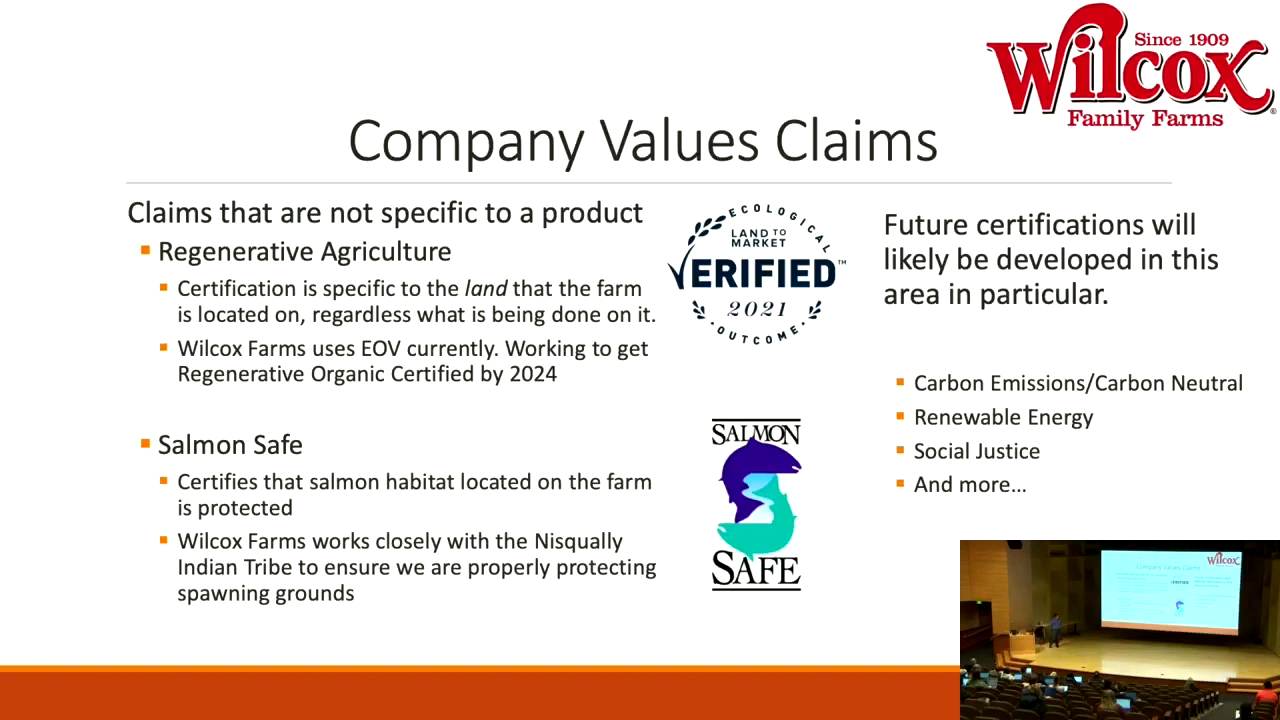 Since 1909
Wilcox
Family Farms
®
Company Values Claims
Claims that are not specific to a product
Regenerative Agriculture
Certification is specific to the land that the farm
is located on, regardless what is being done on it.
Wilcox Farms uses EOV currently. Working to get
Regenerative Organic Certified by 2024
Salmon Safe
Certifies that salmon habitat located on the farm
is protected
Wilcox Farms works closely with the Nisqually
Indian Tribe to ensure we are properly protecting
spawning grounds
ECOLOGICAL
LAND TO
MARKET
VERIFIED™
2021
OUTCOME
SALMON
SAFE
Future certifications will
likely be developed in this
area in particular.
Carbon Emissions/Carbon Neutral
Renewable Energy
Social Justice
And more…
Wilcox
Company Values Claims